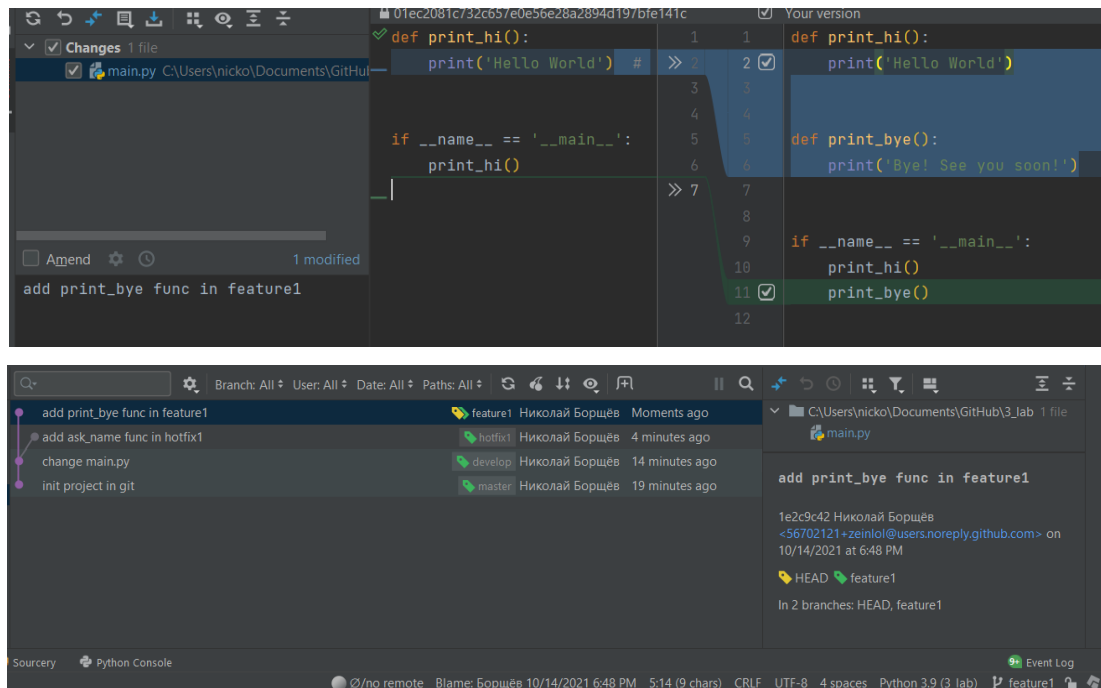 01ec2081c732c657e0e56e28a2894d197bfe141c
Your version
Changes 1 file
main.py C:\Users\nicko\Documents\GitHu
Amend
1 modified
add print_bye func in feature1
def print_hi():
print('Hello World') #
if __name__ == '__main__':
print_hi()
1 1
2 2
3 3
4 4
5 5
6 6
7 7
8
9
10
11
12
def print_hi():
print('Hello World')
def print_bye():
print('Bye! See you soon!')
if __name__ == '__main__':
print_hi()
print_bye()
Branch: All User: All Date: All Paths: All
add print_bye func in feature1 feature1 Николай Борщёв Moments ago
add ask_name func in hotfix1 hotfix1 Николай Борщёв 4 minutes ago
change main.py develop Николай Борщёв 14 minutes ago
init project in git master Николай Борщёв 19 minutes ago
C:\Users\nicko\Documents\GitHub\3_lab 1 file
main.py
add print_bye func in feature1
1e2c9c42 Николай Борщёв
<56702121+zeinlol@users.noreply.github.com> on
10/14/2021 at 6:48 PM
HEAD feature1
In 2 branches: HEAD, feature1
Sourcery Python Console
9+ Event Log
Ø/no remote Blame: Борщёв 10/14/2021 6:48 PM 5:14 (9 chars) CRLF UTF-8 4 spaces Python 3.9 (3_lab) feature1